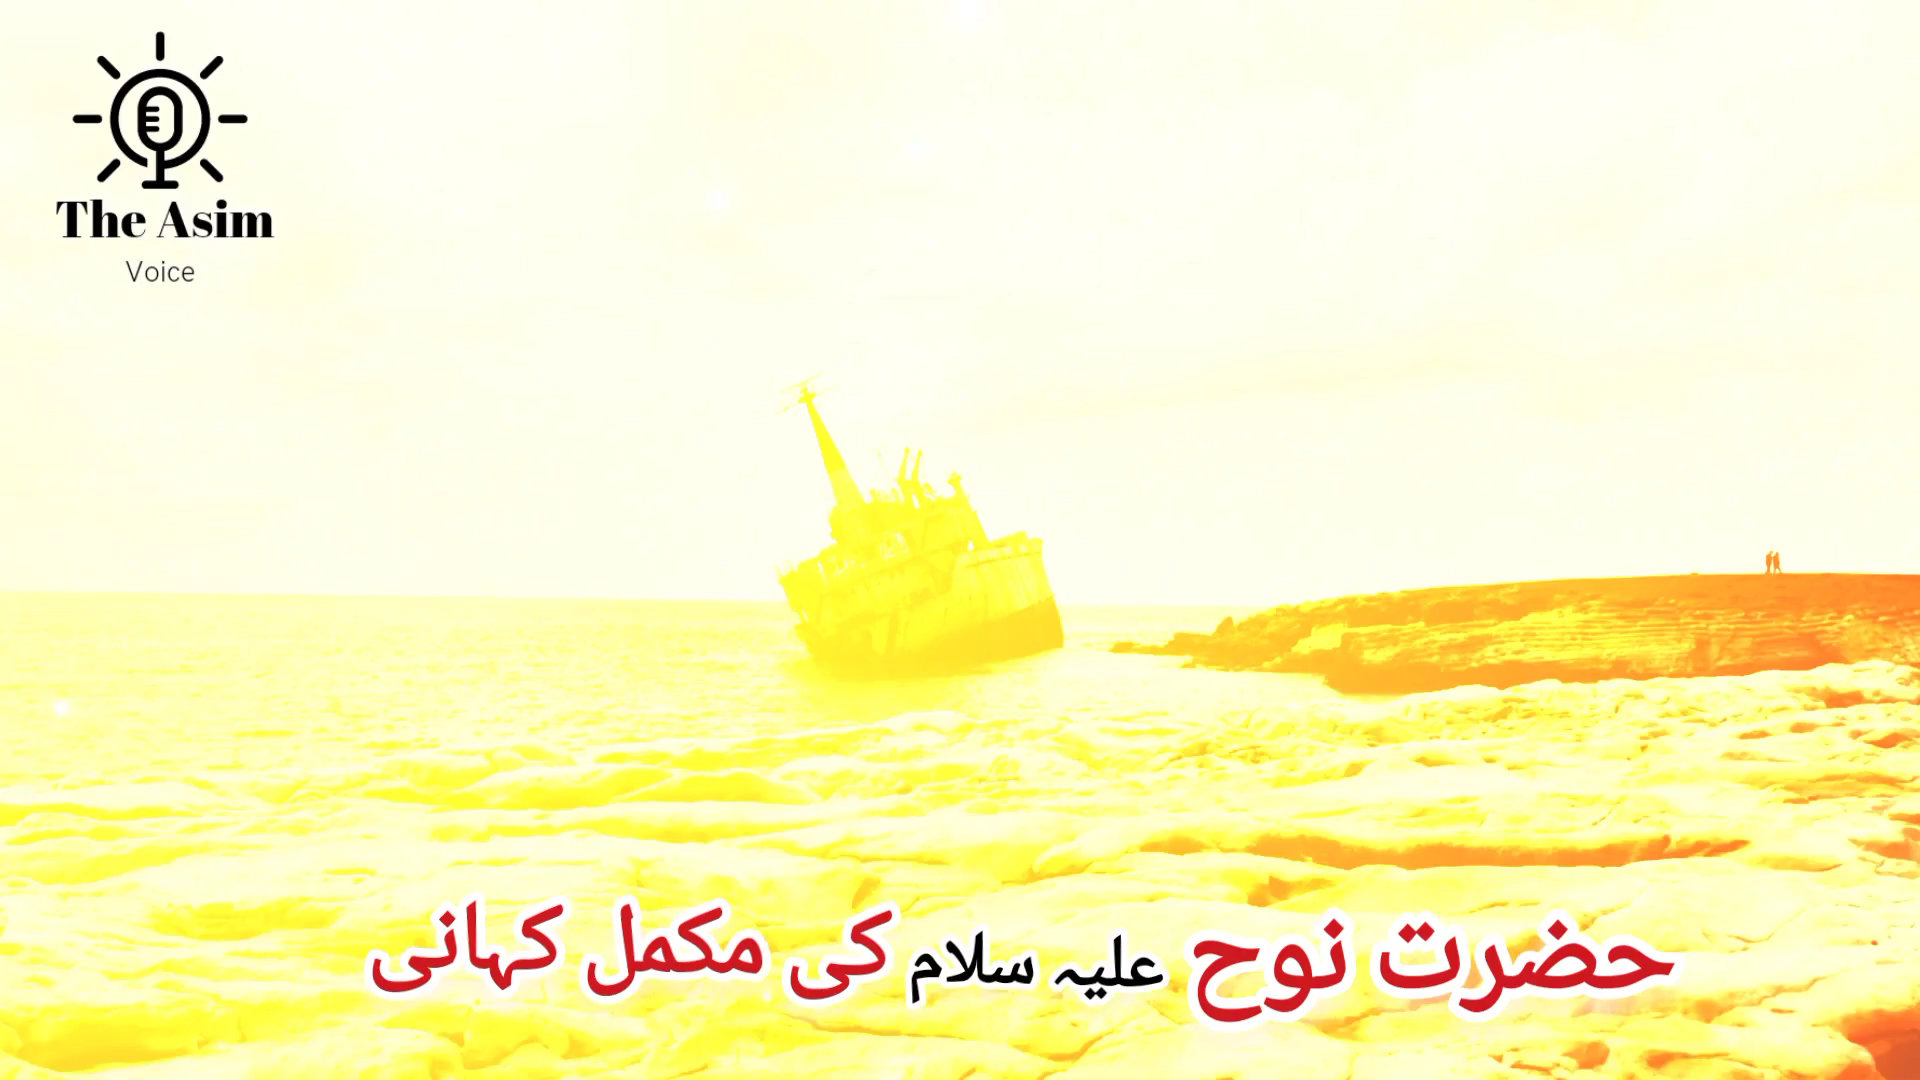 The Asim
Voice
حضرت نوح علیہ سلام کی مکمل کہانی